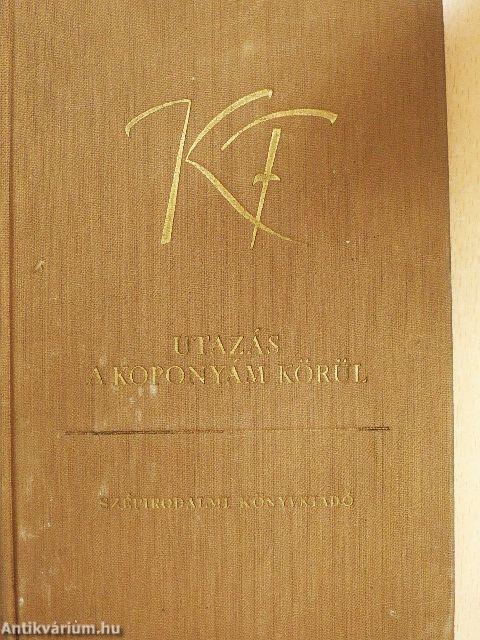 KF
UTAZÁS
A KOPONYÁM KÖRÜL
SZÉPIRODALMI KÖNYVKIADÓ
Antikvárium.hu